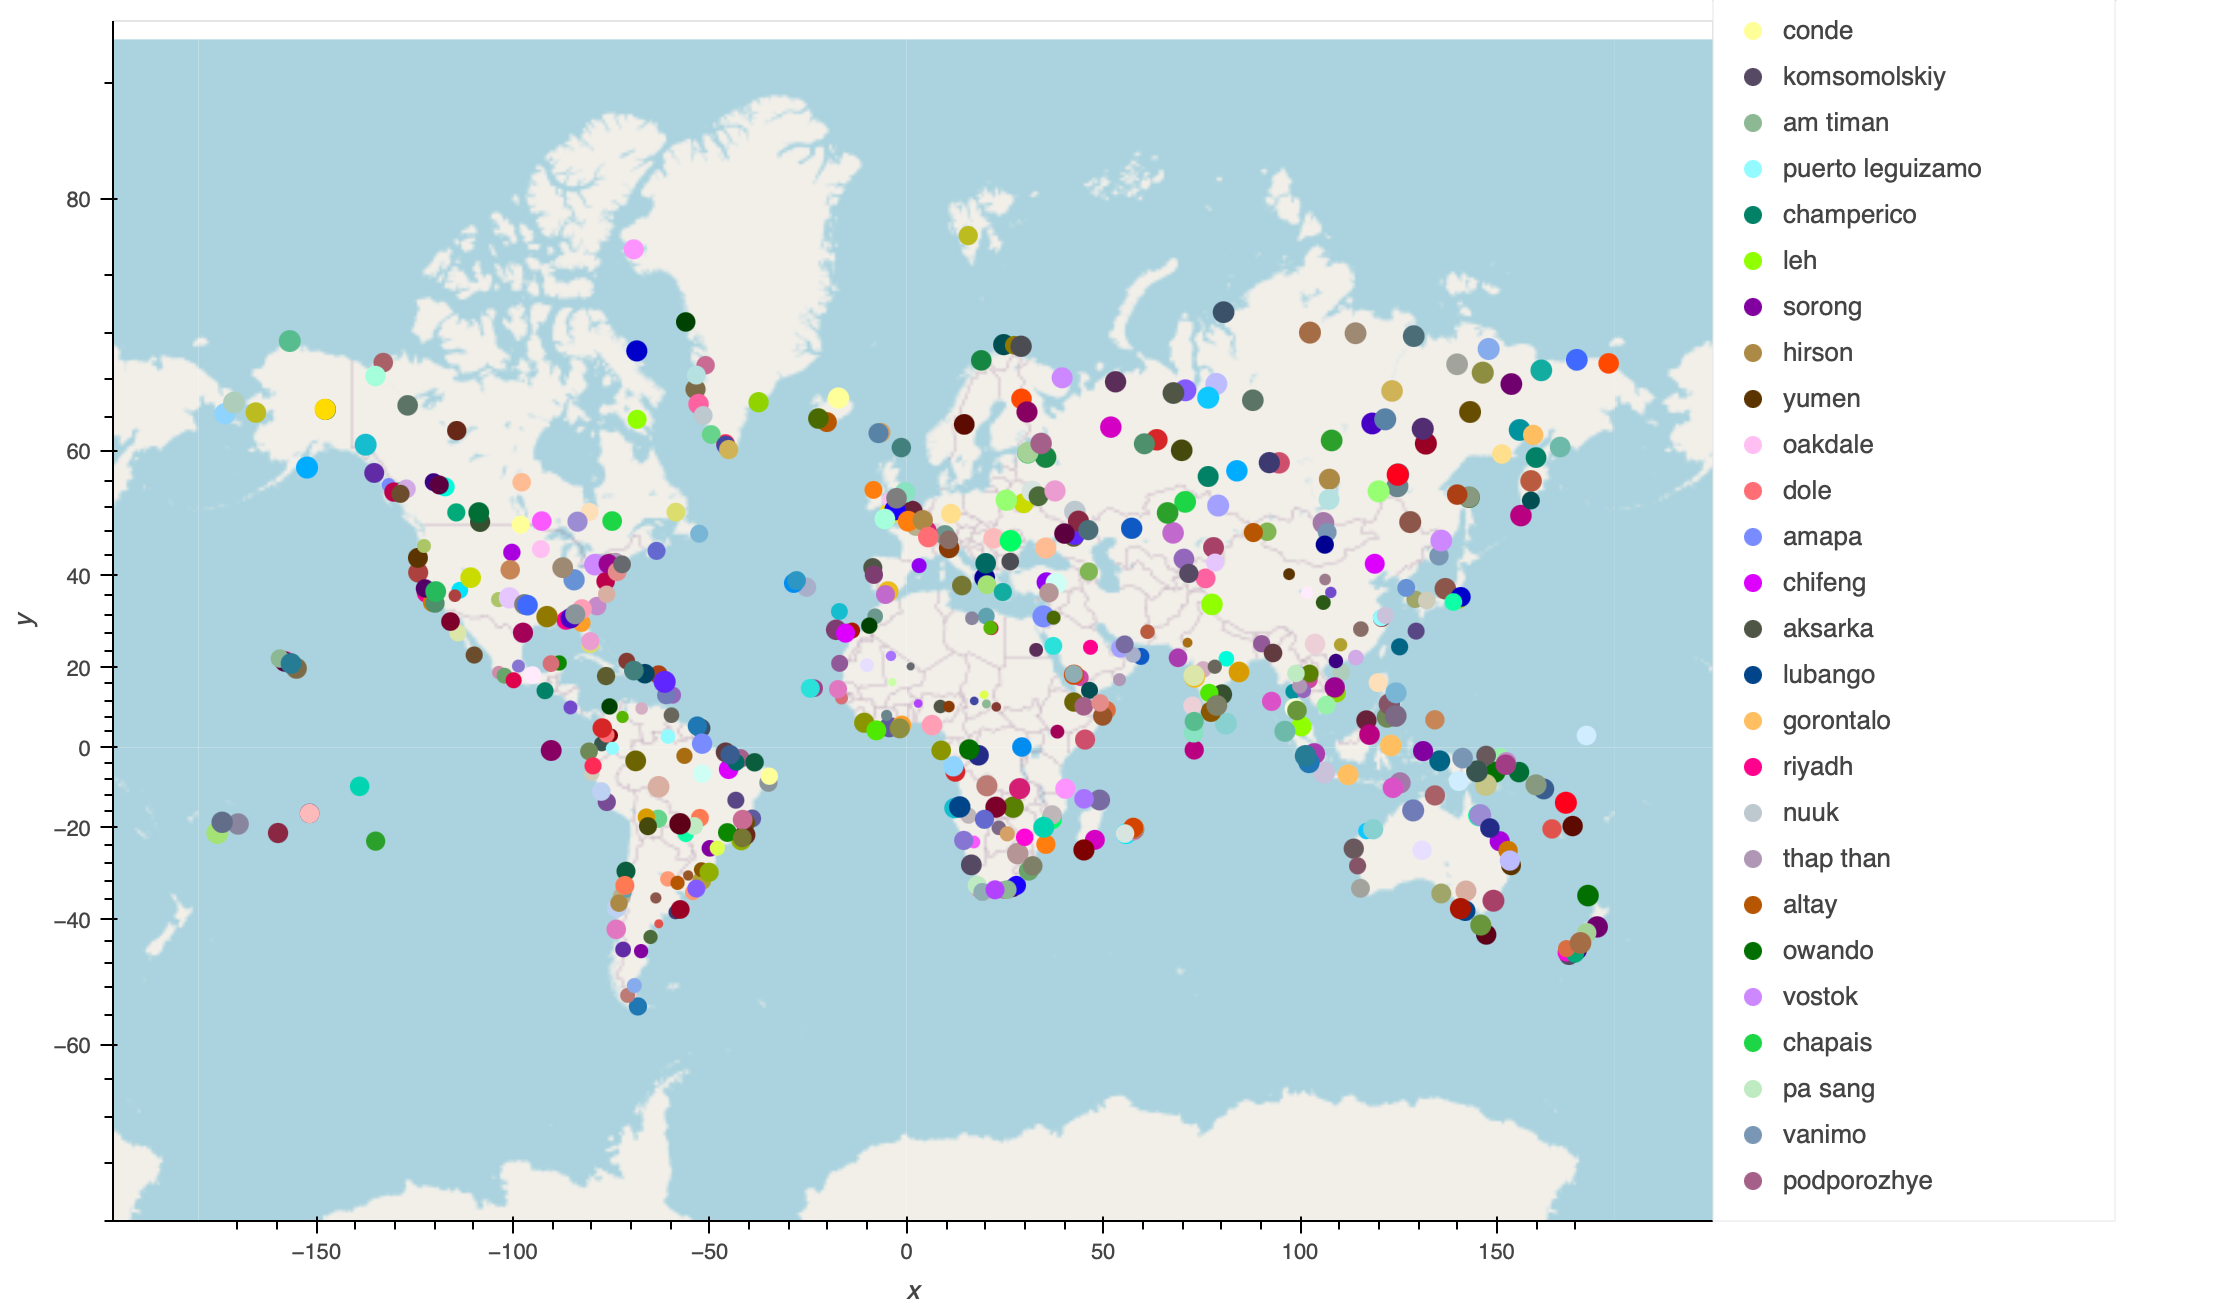 80
60
40
20
0
−20
−40
−60
y
−150
−100
−50
0
50
100
150
x
conde
komsomolskiy
am timan
puerto leguizamo
champerico
leh
sorong
hirson
yumen
oakdale
dole
amapa
chifeng
aksarka
lubango
gorontalo
riyadh
nuuk
thap than
altay
owando
vostok
chapais
pa sang
vanimo
podporozhye